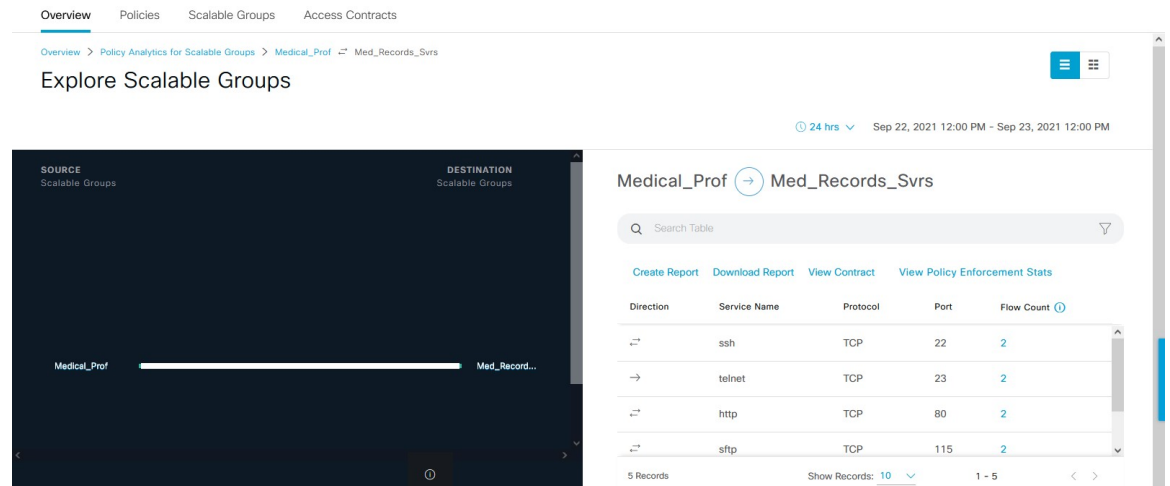 Overview Policies Scalable Groups Access Contracts
Overview > Policy Analytics for Scalable Groups > Medical_Prof ⇄ Med_Records_Svrs
Explore Scalable Groups
24 hrs Sep 22, 2021 12:00 PM - Sep 23, 2021 12:00 PM
SOURCE
Scalable Groups
DESTINATION
Scalable Groups
Medical_Prof
Med_Record...
Medical_Prof → Med_Records_Svrs
Search Table
Create Report Download Report View Contract View Policy Enforcement Stats
Direction Service Name Protocol Port Flow Count
⇄ ssh TCP 22 2
→ telnet TCP 23 2
⇄ http TCP 80 2
⇄ sftp TCP 115 2
5 Records Show Records: 10 1 - 5 < >